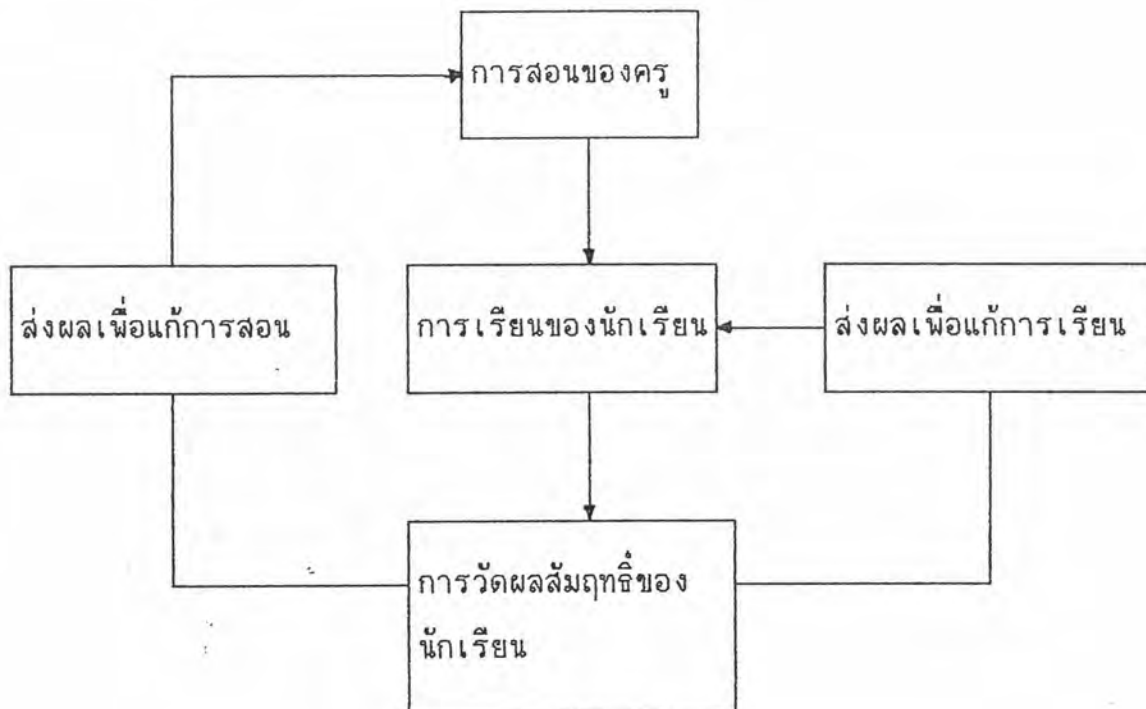 การสอนของครู
ส่งผลเพื่อแก้การสอน
การเรียนของนักเรียน
ส่งผลเพื่อแก้การเรียน
การวัดผลสัมฤทธิ์ของ
นักเรียน